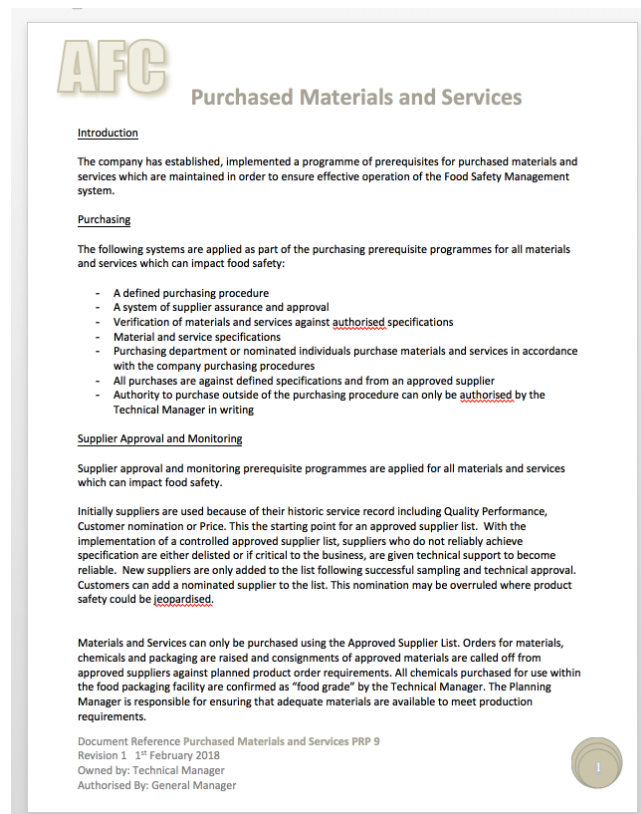 AFC
Purchased Materials and Services
Introduction
The company has established, implemented a programme of prerequisites for purchased materials and
services which are maintained in order to ensure effective operation of the Food Safety Management
system.
Purchasing
The following systems are applied as part of the purchasing prerequisite programmes for all materials
and services which can impact food safety:
- A defined purchasing procedure
- A system of supplier assurance and approval
- Verification of materials and services against authorised specifications
- Material and service specifications
- Purchasing department or nominated individuals purchase materials and services in accordance
with the company purchasing procedures
- All purchases are against defined specifications and from an approved supplier
- Authority to purchase outside of the purchasing procedure can only be authorised by the
Technical Manager in writing
Supplier Approval and Monitoring
Supplier approval and monitoring prerequisite programmes are applied for all materials and services
which can impact food safety.
Initially suppliers are used because of their historic service record including Quality Performance,
Customer nomination or Price. This the starting point for an approved supplier list. With the
implementation of a controlled approved supplier list, suppliers who do not reliably achieve
specification are either delisted or if critical to the business, are given technical support to become
reliable. New suppliers are only added to the list following successful sampling and technical approval.
Customers can add a nominated supplier to the list. This nomination may be overruled where product
safety could be jeopardised.
Materials and Services can only be purchased using the Approved Supplier List. Orders for materials,
chemicals and packaging are raised and consignments of approved materials are called off from
approved suppliers against planned product order requirements. All chemicals purchased for use within
the food packaging facility are confirmed as “food grade” by the Technical Manager. The Planning
Manager is responsible for ensuring that adequate materials are available to meet production
requirements.
Document Reference Purchased Materials and Services PRP 9
Revision 1 1st February 2018
Owned by: Technical Manager
Authorised By: General Manager
1